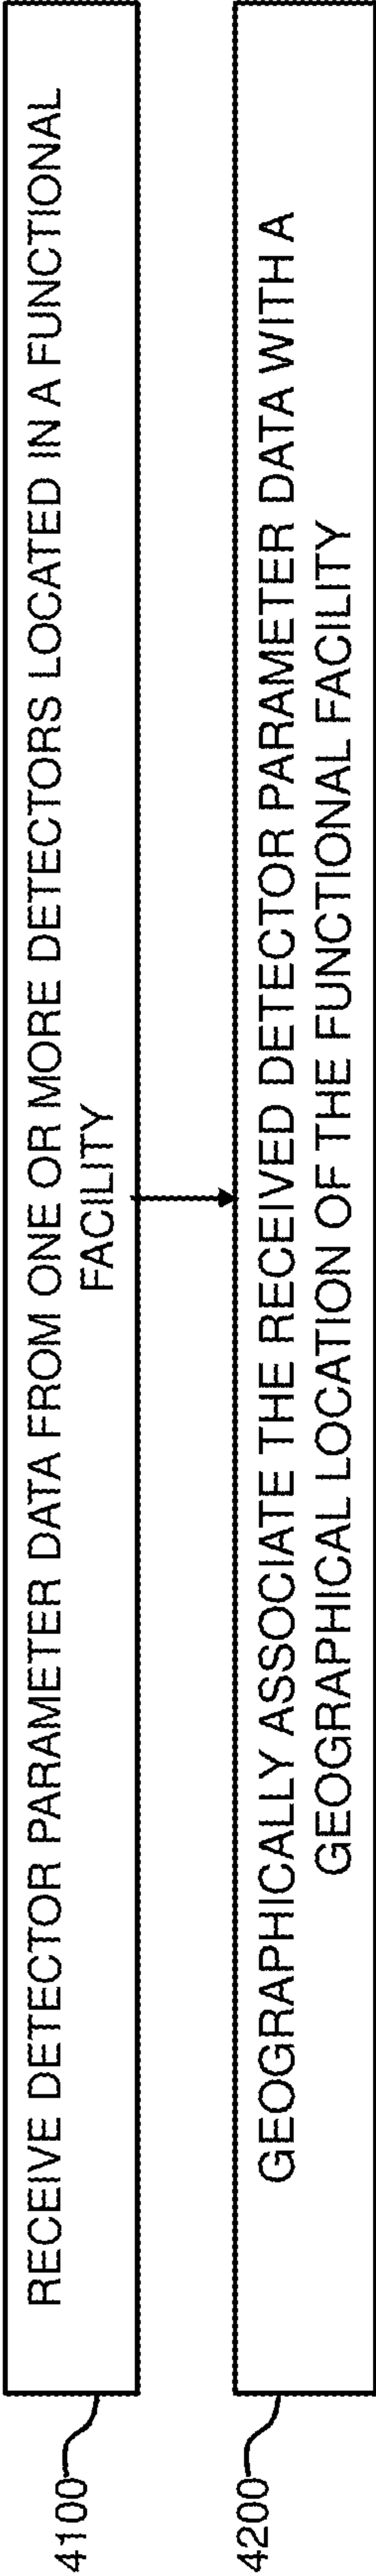 4100
RECEIVE DETECTOR PARAMETER DATA FROM ONE OR MORE DETECTORS LOCATED IN A FUNCTIONAL
FACILITY
4200
GEOGRAPHICALLY ASSOCIATE THE RECEIVED DETECTOR PARAMETER DATA WITH A
GEOGRAPHICAL LOCATION OF THE FUNCTIONAL FACILITY